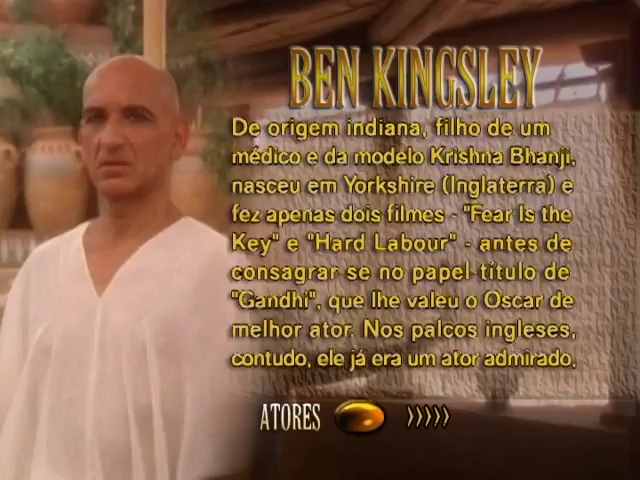 BEN KINGSLEY
De origem indiana, filho de um
médico e da modelo Krishna Bhanji,
nasceu em Yorkshire (Inglaterra) e
fez apenas dois filmes - "Fear Is the
Key" e "Hard Labour" - antes de
consagrar-se no papel-título de
"Gandhi", que lhe valeu o Oscar de
melhor ator. Nos palcos ingleses,
contudo, ele já era um ator admirado,
ATORES >>>>>